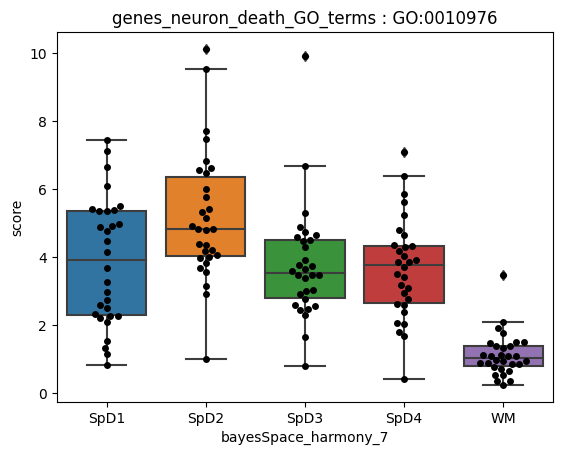 genes_neuron_death_GO_terms : GO:0010976
10
8
6
4
2
0
score
SpD1 SpD2 SpD3 SpD4 WM
bayesSpace_harmony_7